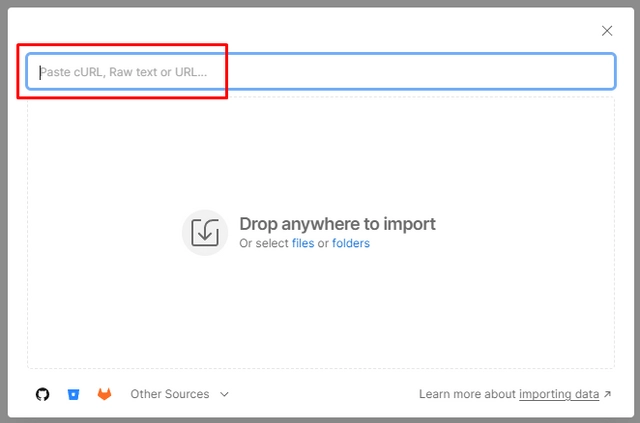 Paste cURL, Raw text or URL...
Drop anywhere to import
Or select files or folders
Other Sources
Learn more about importing data ↗